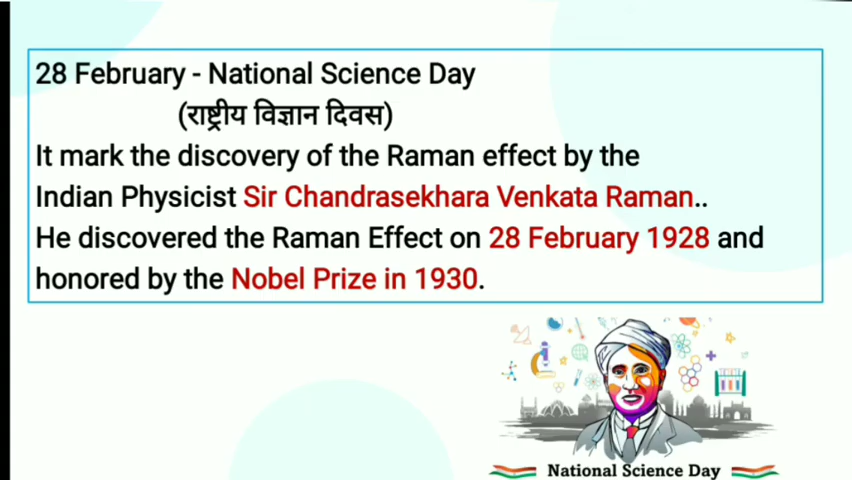 28 February - National Science Day
(राष्ट्रीय विज्ञान दिवस)
It mark the discovery of the Raman effect by the
Indian Physicist Sir Chandrasekhara Venkata Raman..
He discovered the Raman Effect on 28 February 1928 and
honored by the Nobel Prize in 1930.
National Science Day